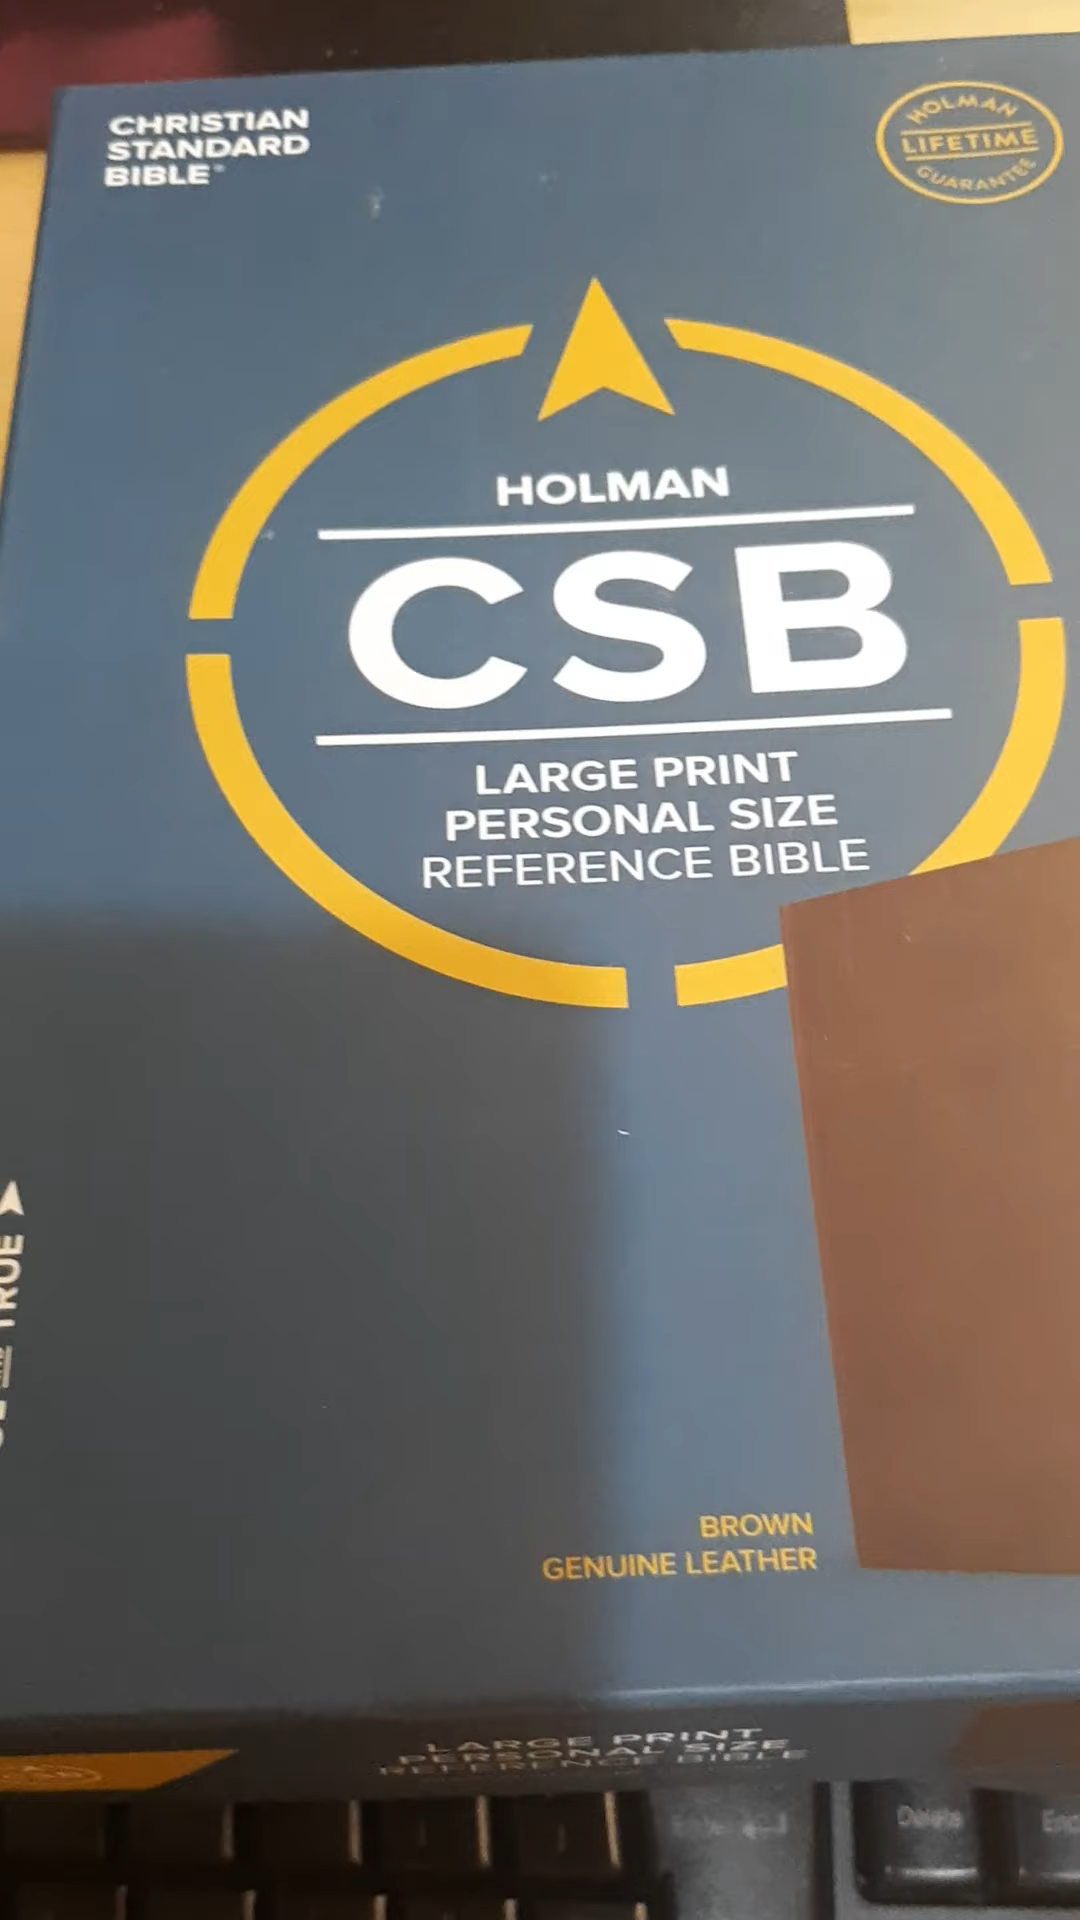 CHRISTIAN
STANDARD
BIBLE®
HOLMAN
LIFETIME
GUARANTEE
HOLMAN
CSB
LARGE PRINT
PERSONAL SIZE
REFERENCE BIBLE
TRUE
BROWN
GENUINE LEATHER
LARGE PRINT
PERSONAL SIZE
REFERENCE BIBLE
Delete